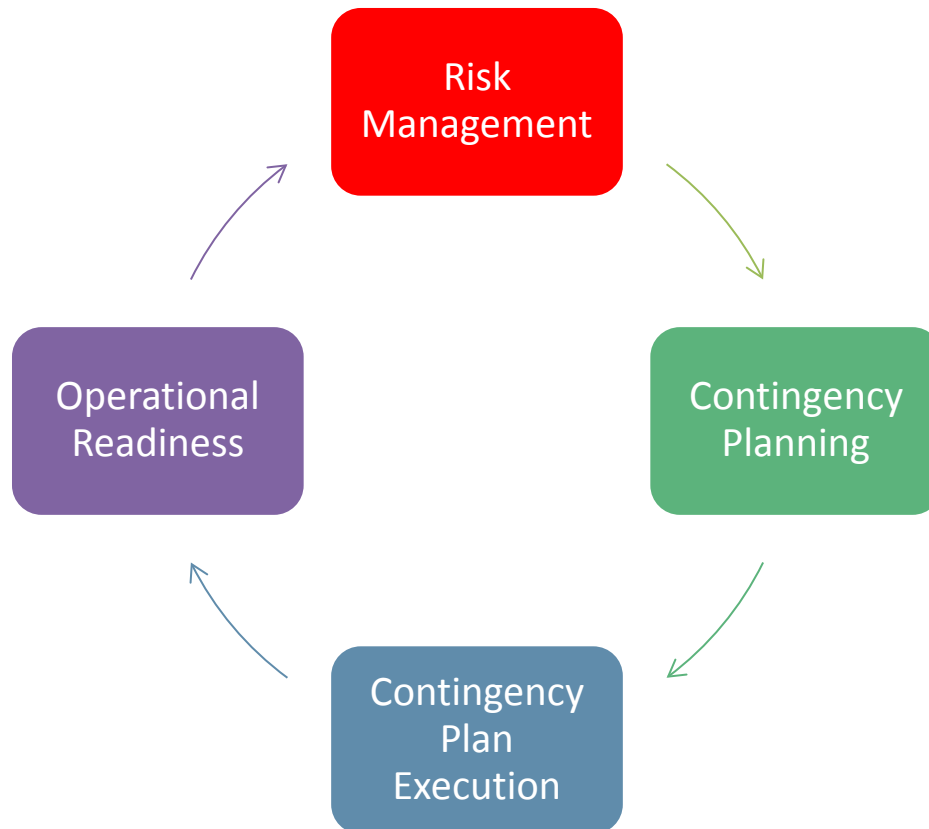 Risk
Management
Operational
Readiness
Contingency
Planning
Contingency
Plan
Execution